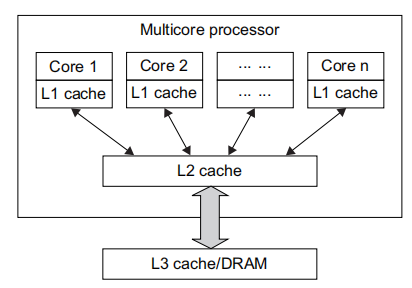 Multicore processor
Core 1 Core 2 ... ... Core n
L1 cache L1 cache ... ... L1 cache
L2 cache
L3 cache/DRAM